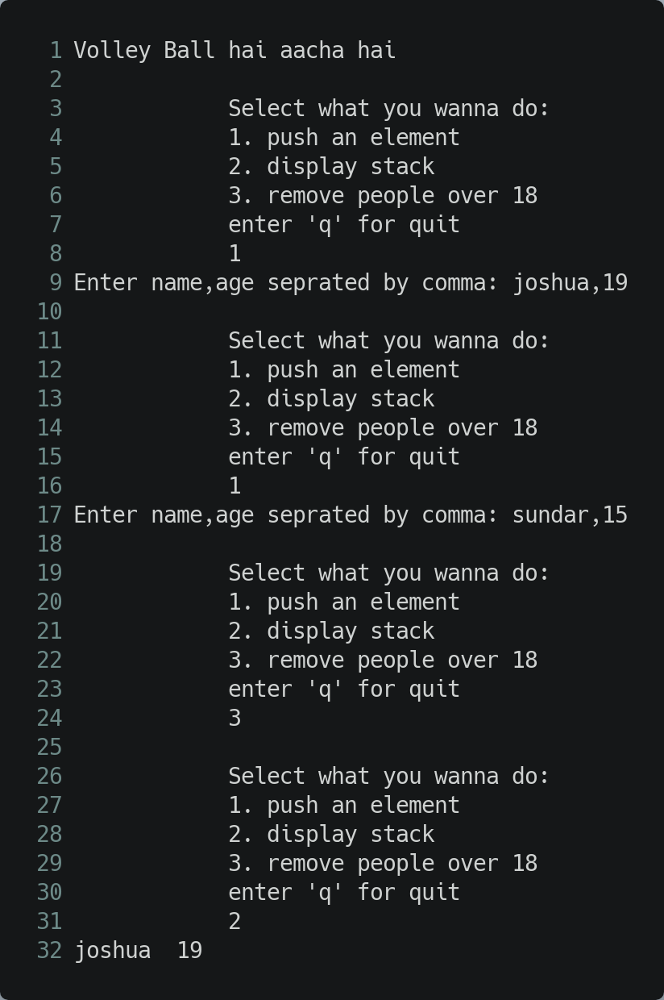 1 Volley Ball hai aacha hai
2
3 Select what you wanna do:
4 1. push an element
5 2. display stack
6 3. remove people over 18
7 enter 'q' for quit
8 1
9 Enter name,age seprated by comma: joshua,19
10
11 Select what you wanna do:
12 1. push an element
13 2. display stack
14 3. remove people over 18
15 enter 'q' for quit
16 1
17 Enter name,age seprated by comma: sundar,15
18
19 Select what you wanna do:
20 1. push an element
21 2. display stack
22 3. remove people over 18
23 enter 'q' for quit
24 3
25
26 Select what you wanna do:
27 1. push an element
28 2. display stack
29 3. remove people over 18
30 enter 'q' for quit
31 2
32 joshua  19